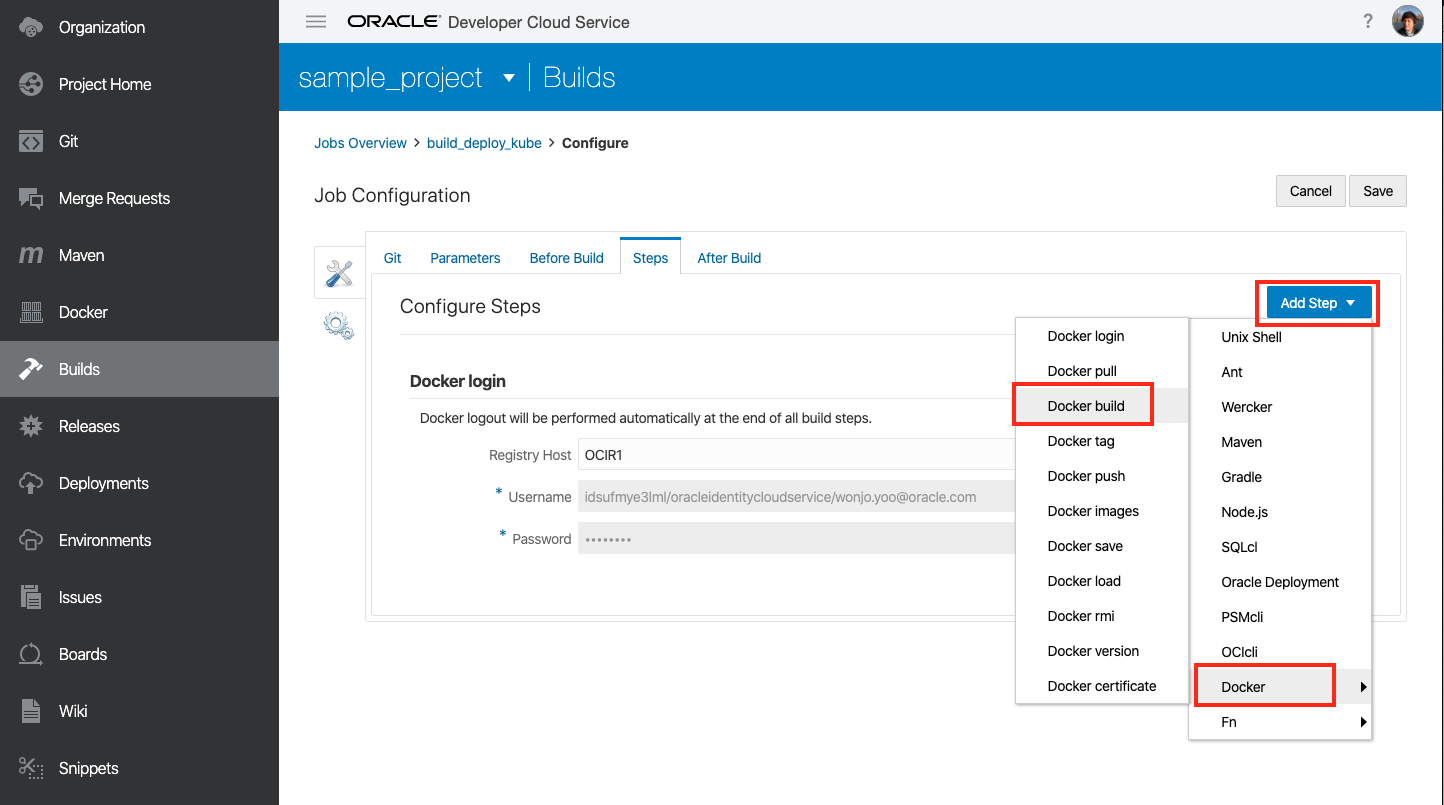 Organization
Project Home
Git
Merge Requests
Maven
Docker
Builds
Releases
Deployments
Environments
Issues
Boards
Wiki
Snippets
ORACLE® Developer Cloud Service
?
sample_project Builds
Jobs Overview > build_deploy_kube > Configure
Job Configuration
Cancel Save
Git Parameters Before Build Steps After Build
Configure Steps
Add Step
Docker login
Docker logout will be performed automatically at the end of all build steps.
Registry Host OCIR1
* Username idsufmye3lml/oracleidentitycloudservice/wonjo.yoo@oracle.com
* Password ••••••••
Docker login
Docker pull
Docker build
Docker tag
Docker push
Docker images
Docker save
Docker load
Docker rmi
Docker version
Docker certificate
Unix Shell
Ant
Wercker
Maven
Gradle
Node.js
SQLcl
Oracle Deployment
PSMcli
OCIcli
Docker
Fn